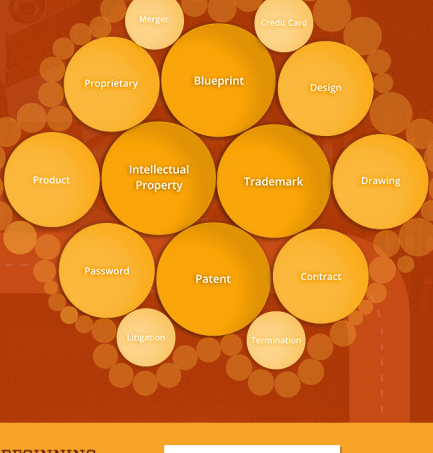 Merger
Credit Card
Blueprint
Proprietary
Design
Intellectual
Property
Trademark
Product
Drawing
Password
Patent
Contract
Litigation
Termination